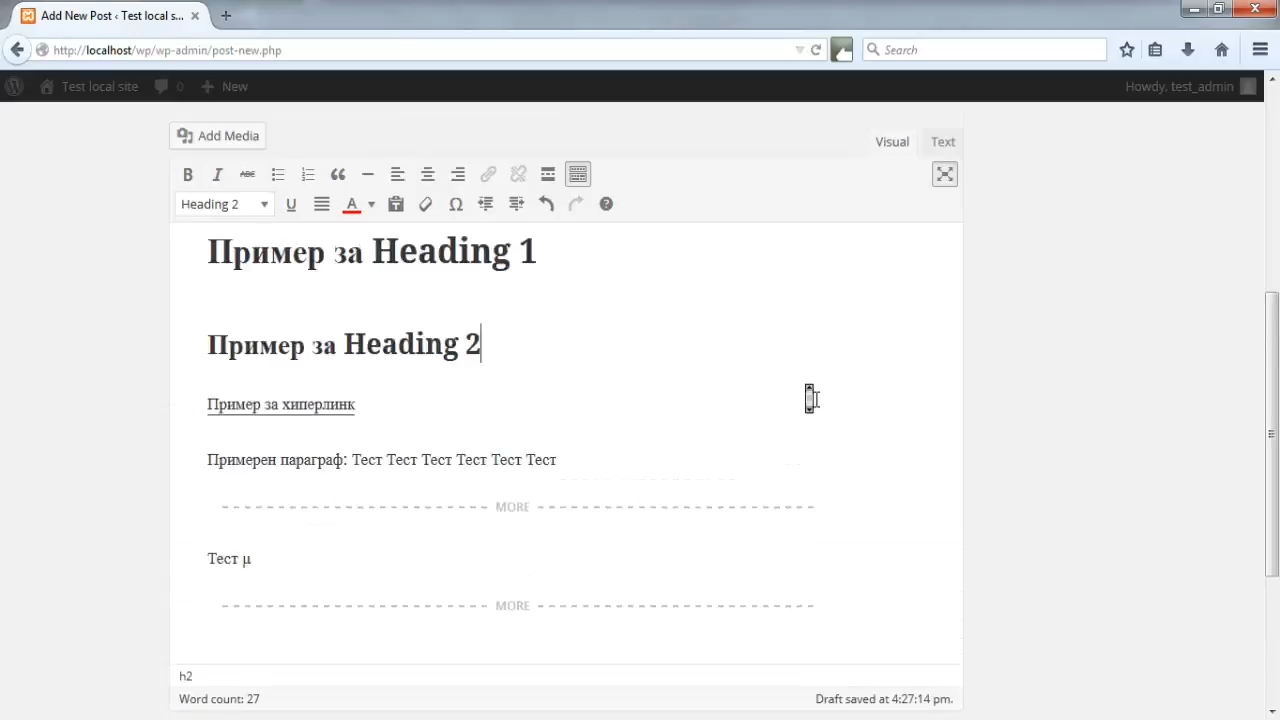 Add New Post ‹ Test local s...
http://localhost/wp/wp-admin/post-new.php
Search
Test local site 0 New Howdy, test_admin
Add Media Visual Text
B I ABC
Heading 2 U A Ω
Пример за Heading 1
Пример за Heading 2
Пример за хиперлинк
Примерен параграф: Тест Тест Тест Тест Тест Тест
MORE
Тест μ
MORE
h2
Word count: 27 Draft saved at 4:27:14 pm.